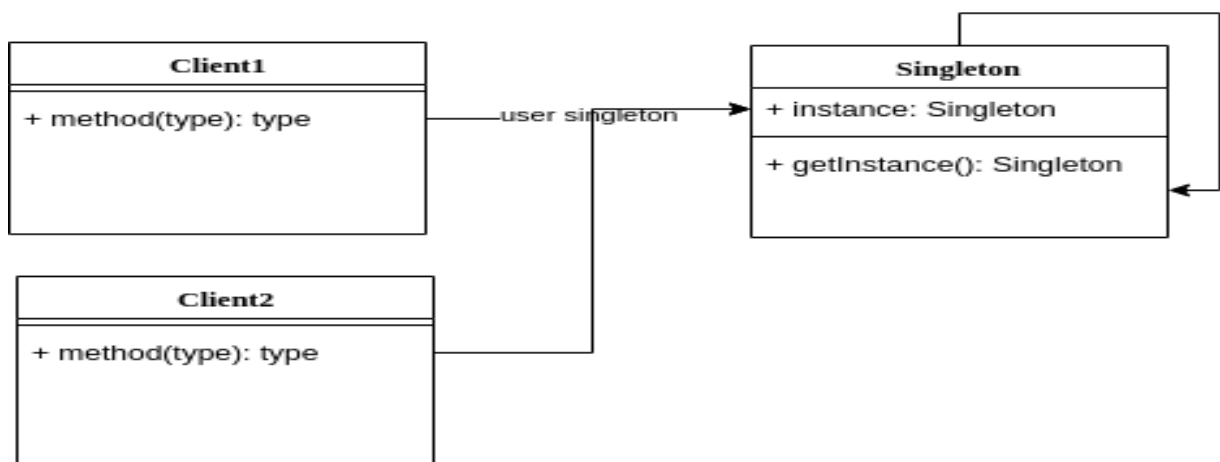 Client1
+ method(type): type
user singleton
Singleton
+ instance: Singleton
+ getInstance(): Singleton
Client2
+ method(type): type